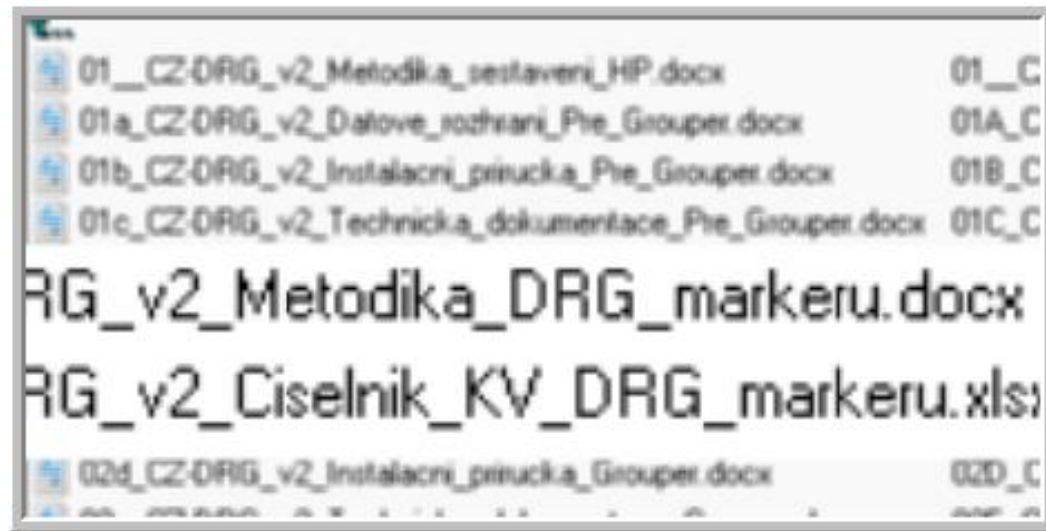 01__CZ-DRG_v2_Metodika_sestaveni_HP.docx 01__C
01a_CZ-DRG_v2_Datove_rozhrani_Pre_Grouper.docx 01A_C
01b_CZ-DRG_v2_Instalacni_prirucka_Pre_Grouper.docx 01B_C
01c_CZ-DRG_v2_Technicka_dokumentace_Pre_Grouper.docx 01C_C
RG_v2_Metodika_DRG_markeru.docx
RG_v2_Ciselnik_KV_DRG_markeru.xlsx
02d_CZ-DRG_v2_Instalacni_prirucka_Grouper.docx 02D_C